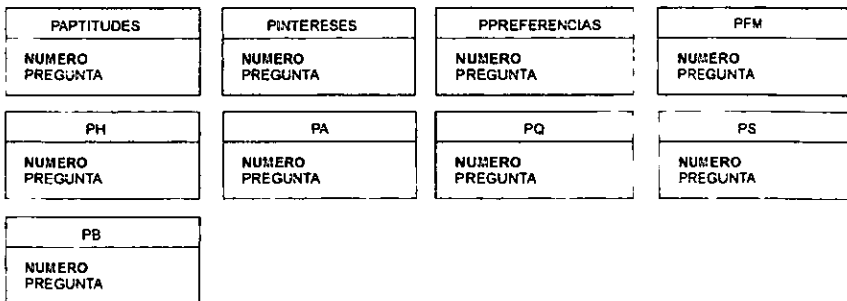 PAPTITUDES
NUMERO
PREGUNTA
PINTERESES
NUMERO
PREGUNTA
PPREFERENCIAS
NUMERO
PREGUNTA
PFM
NUMERO
PREGUNTA
PH
NUMERO
PREGUNTA
PA
NUMERO
PREGUNTA
PQ
NUMERO
PREGUNTA
PS
NUMERO
PREGUNTA
PB
NUMERO
PREGUNTA